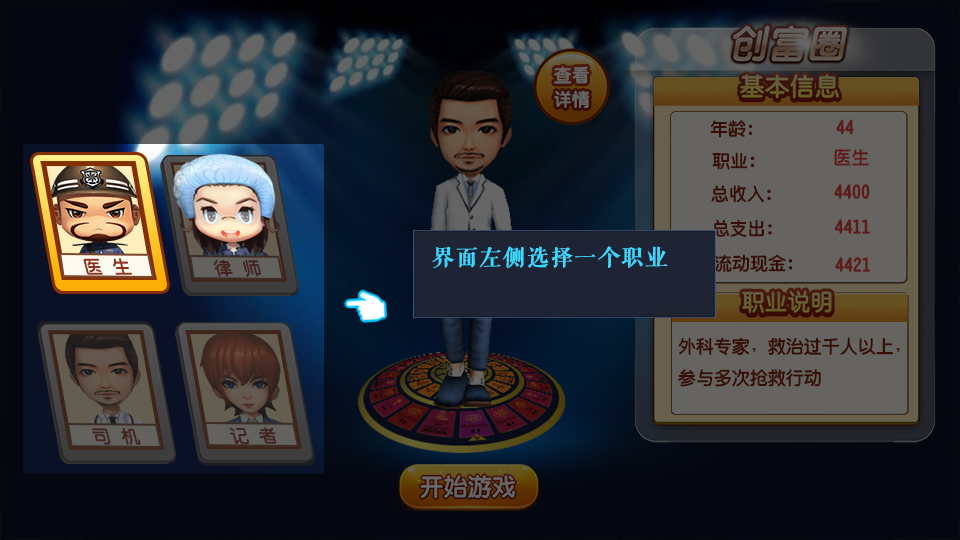 创富圈
查看
详情
基本信息
年龄: 44
职业: 医生
总收入: 4400
总支出: 4411
流动现金: 4421
职业说明
外科专家，救治过千人以上，
参与多次抢救行动
医生
律师
司机
记者
界面左侧选择一个职业
开始游戏